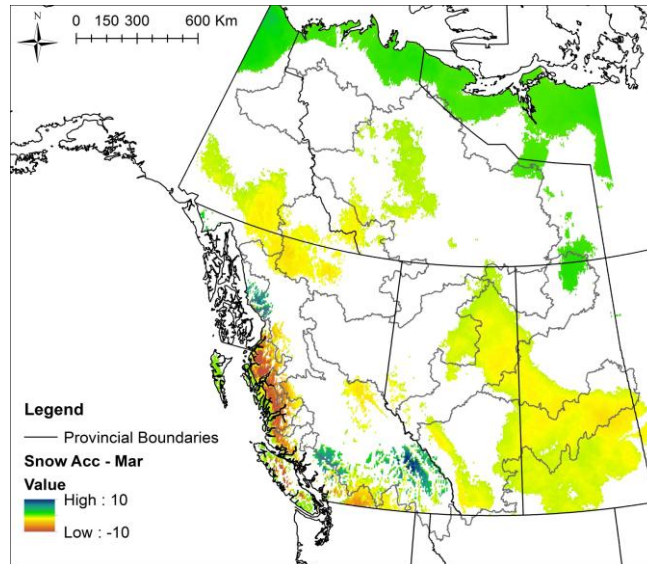 N
0 150 300 600 Km
Legend
Provincial Boundaries
Snow Acc - Mar
Value
High : 10
Low : -10